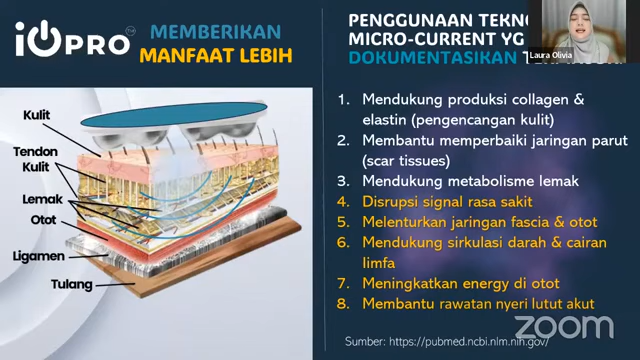 iOPRO™
MEMBERIKAN
MANFAAT LEBIH
Kulit
Tendon
Kulit
Lemak
Otot
Ligamen
Tulang
PENGGUNAAN
MICRO-CURRENT YG
DOKUMENTASIKAN
Laura Olivia
1. Mendukung produksi collagen &
elastin (pengencangan kulit)
2. Membantu memperbaiki jaringan parut
(scar tissues)
3. Mendukung metabolisme lemak
4. Disrupsi signal rasa sakit
5. Melenturkan jaringan fascia & otot
6. Mendukung sirkulasi darah & cairan
limfa
7. Meningkatkan energy di otot
8. Membantu rawatan nyeri lutut akut
Sumber: https://pubmed.ncbi.nlm.nih.gov/
zoom